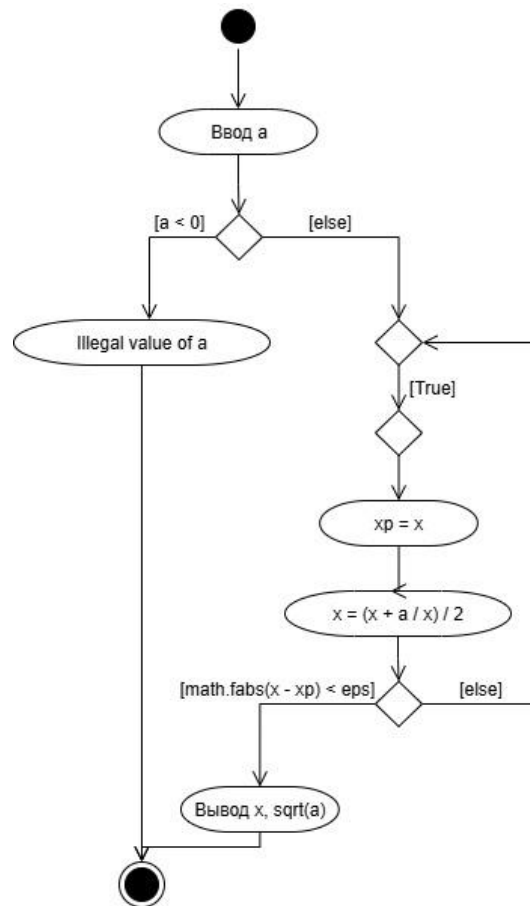 Ввод a
[a < 0]
[else]
Illegal value of a
[True]
xp = x
x = (x + a / x) / 2
[math.fabs(x - xp) < eps]
[else]
Вывод x, sqrt(a)